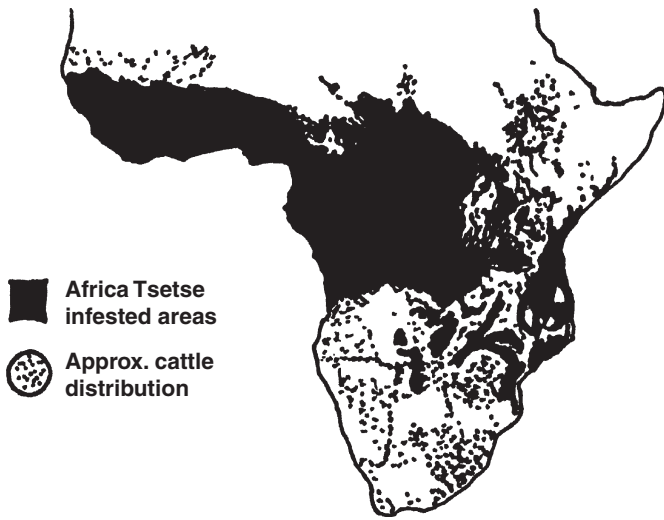 Africa Tsetse
infested areas
Approx. cattle
distribution